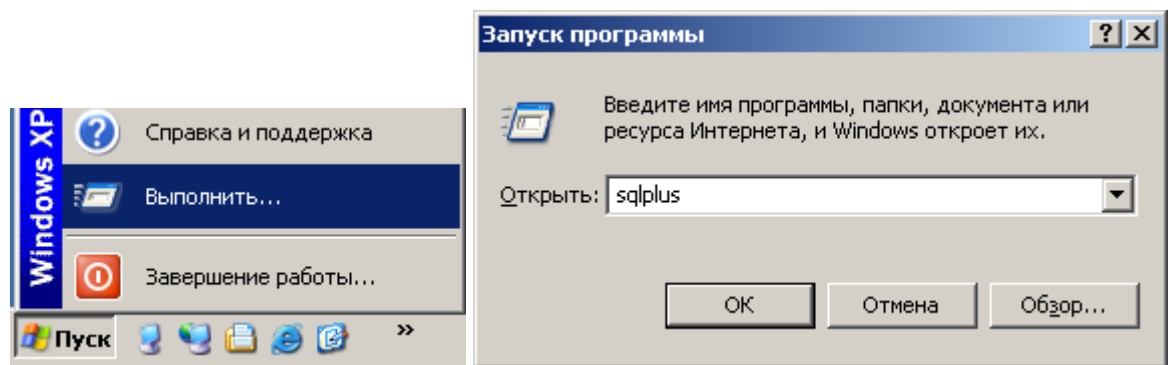 Windows XP
Справка и поддержка
Выполнить...
Завершение работы...
Пуск
»
Запуск программы
Введите имя программы, папки, документа или
ресурса Интернета, и Windows откроет их.
Открыть: sqlplus
ОК Отмена Обзор...